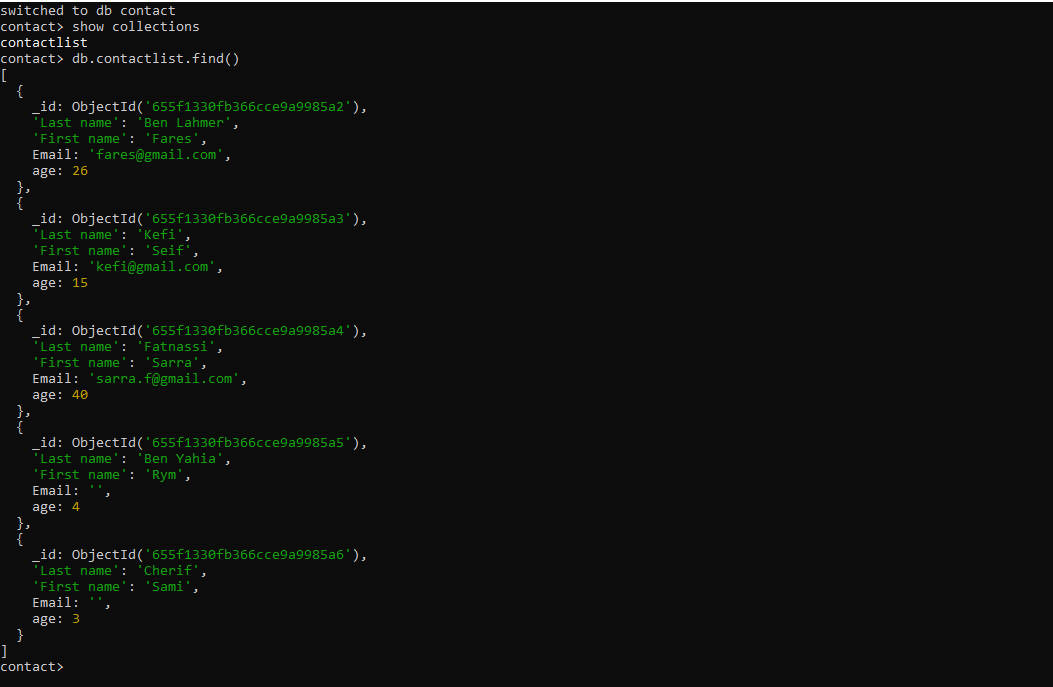 switched to db contact
contact> show collections
contactlist
contact> db.contactlist.find()
[
  {
    _id: ObjectId('655f1330fb366cce9a9985a2'),
    'Last name': 'Ben Lahmer',
    'First name': 'Fares',
    Email: 'fares@gmail.com',
    age: 26
  },
  {
    _id: ObjectId('655f1330fb366cce9a9985a3'),
    'Last name': 'Kefi',
    'First name': 'Seif',
    Email: 'kefi@gmail.com',
    age: 15
  },
  {
    _id: ObjectId('655f1330fb366cce9a9985a4'),
    'Last name': 'Fatnassi',
    'First name': 'Sarra',
    Email: 'sarra.f@gmail.com',
    age: 40
  },
  {
    _id: ObjectId('655f1330fb366cce9a9985a5'),
    'Last name': 'Ben Yahia',
    'First name': 'Rym',
    Email: '',
    age: 4
  },
  {
    _id: ObjectId('655f1330fb366cce9a9985a6'),
    'Last name': 'Cherif',
    'First name': 'Sami',
    Email: '',
    age: 3
  }
]
contact>